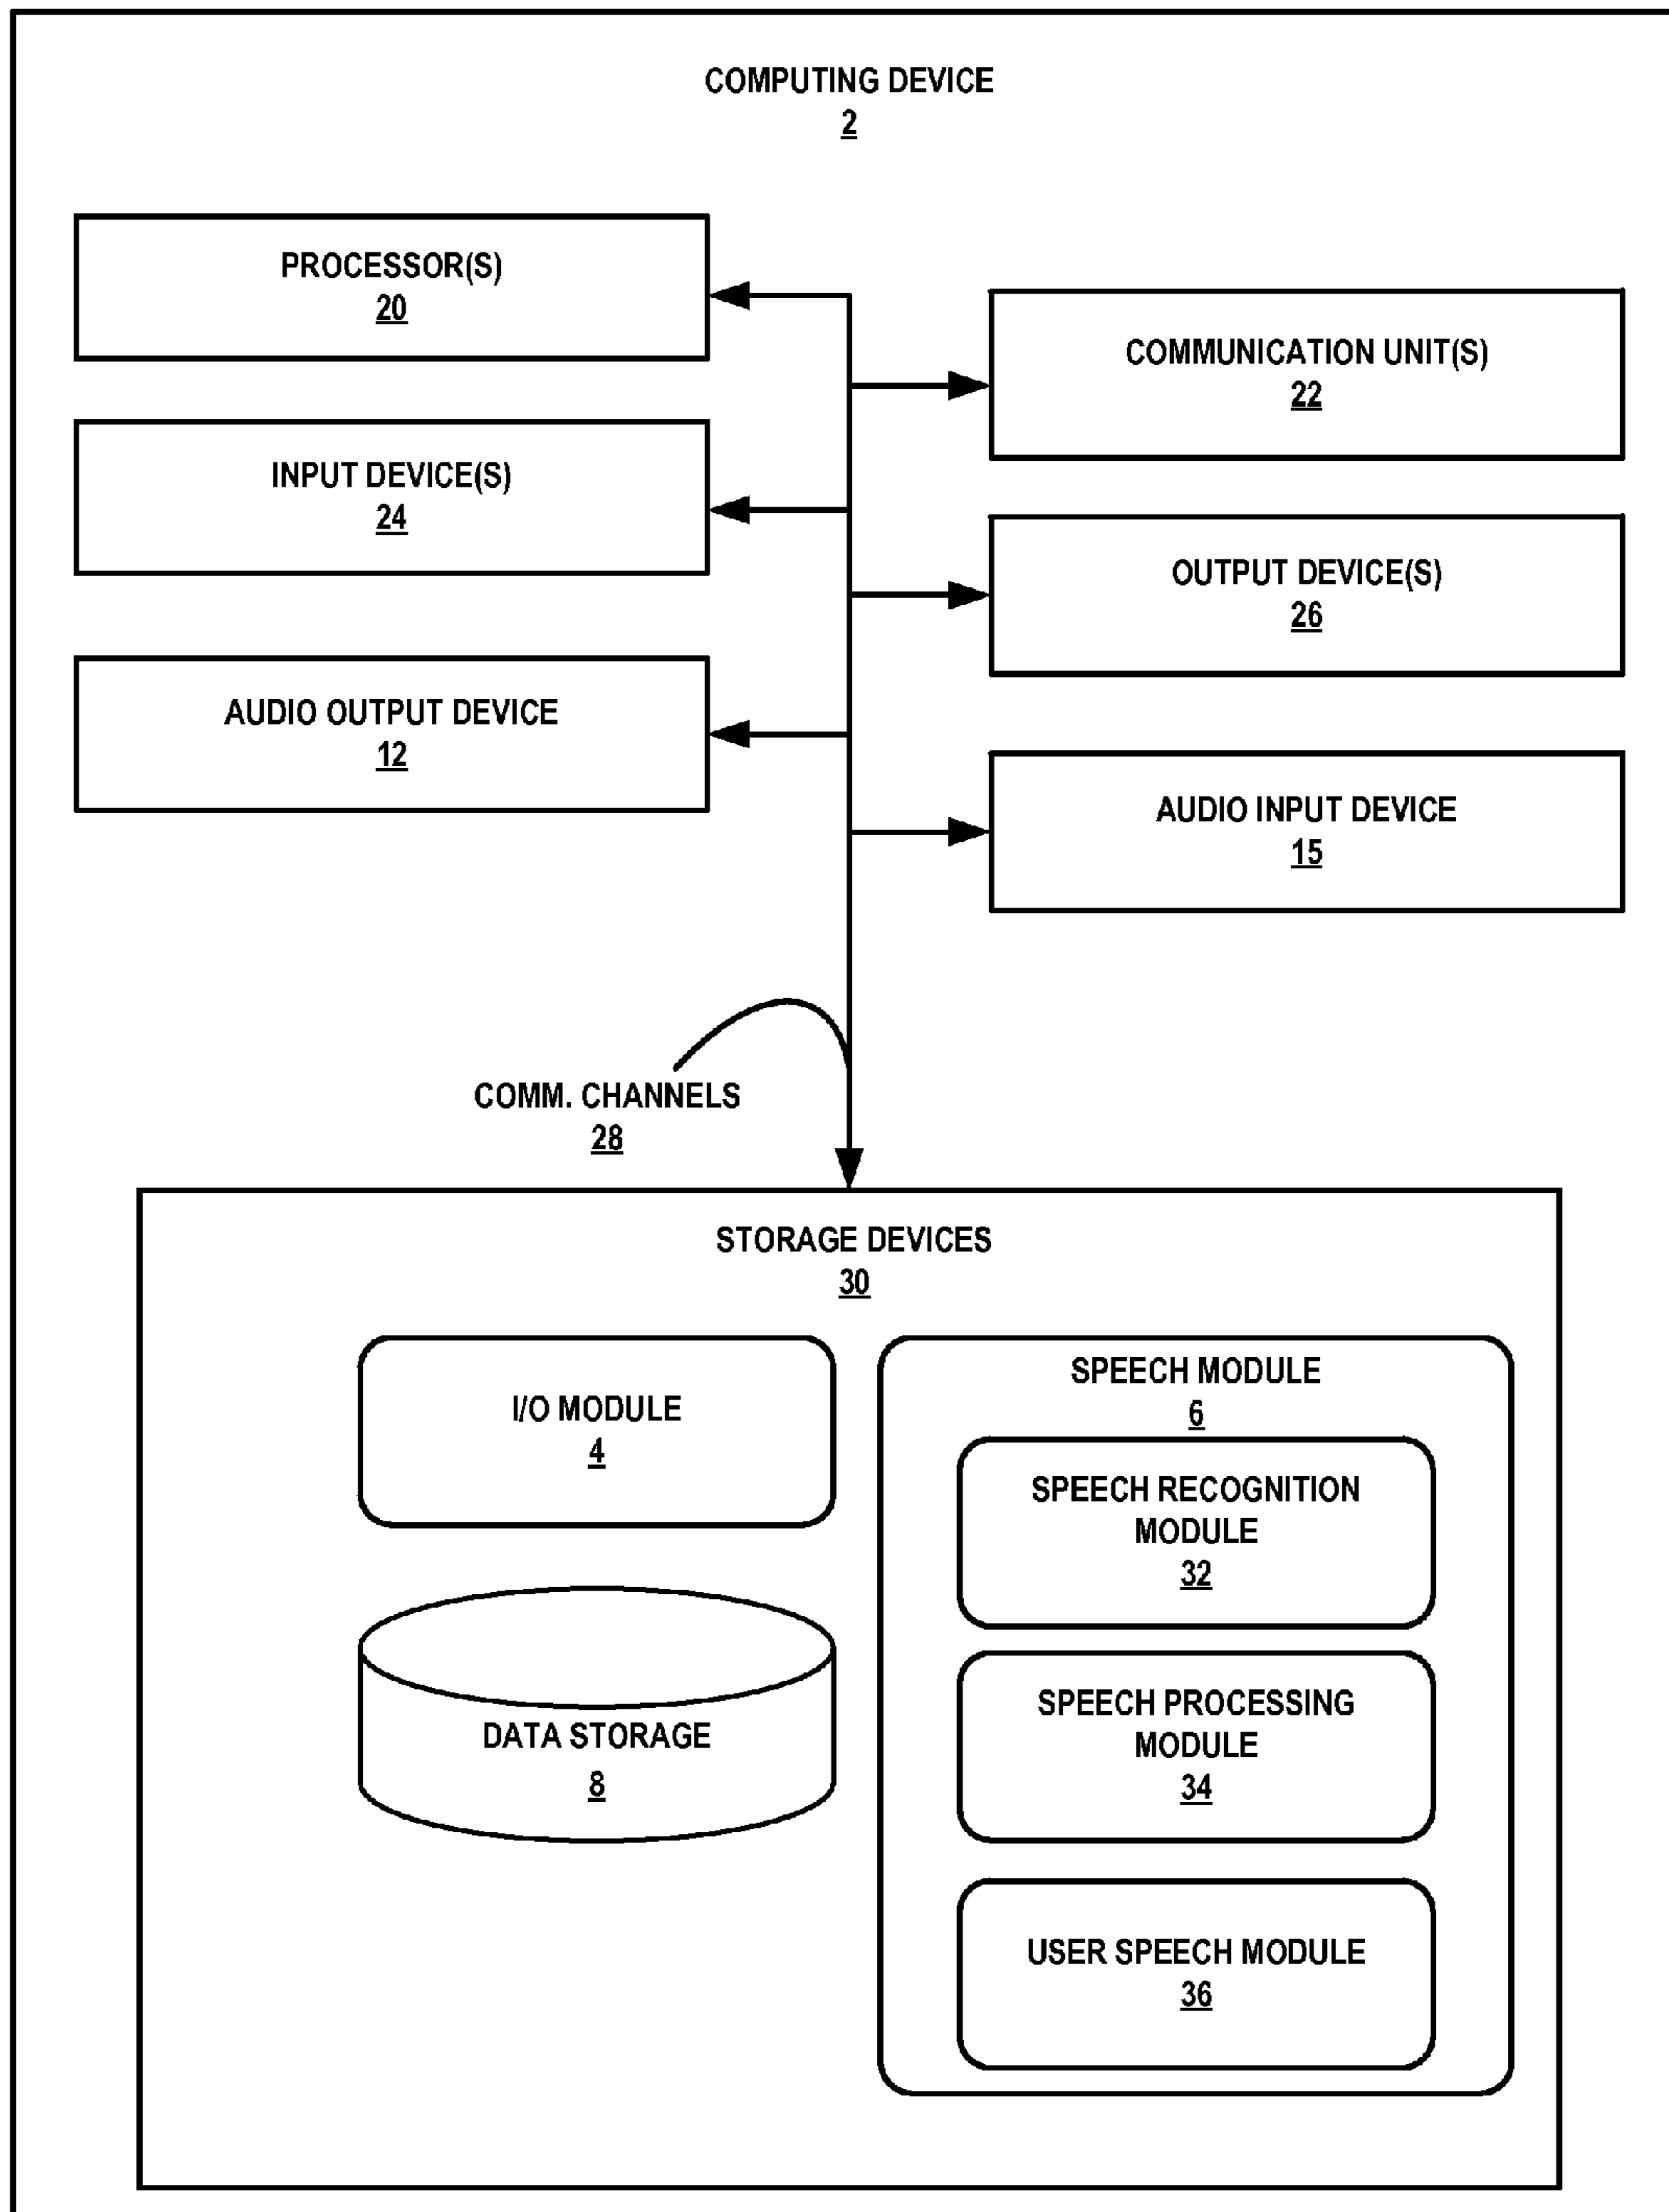 COMPUTING DEVICE
2
PROCESSOR(S)
20
COMMUNICATION UNIT(S)
22
INPUT DEVICE(S)
24
OUTPUT DEVICE(S)
26
AUDIO OUTPUT DEVICE
12
AUDIO INPUT DEVICE
15
COMM. CHANNELS
28
STORAGE DEVICES
30
I/O MODULE
4
DATA STORAGE
8
SPEECH MODULE
6
SPEECH RECOGNITION
MODULE
32
SPEECH PROCESSING
MODULE
34
USER SPEECH MODULE
36